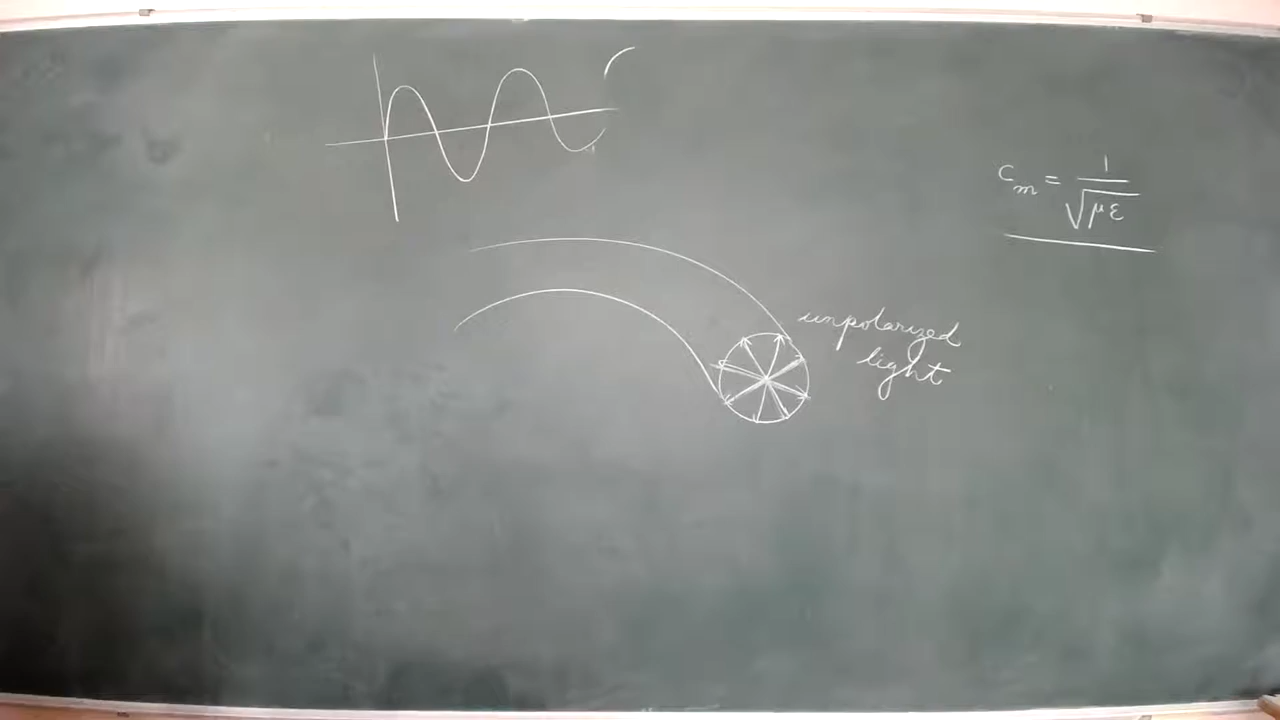 c_m = 1/√με
unpolarized
light